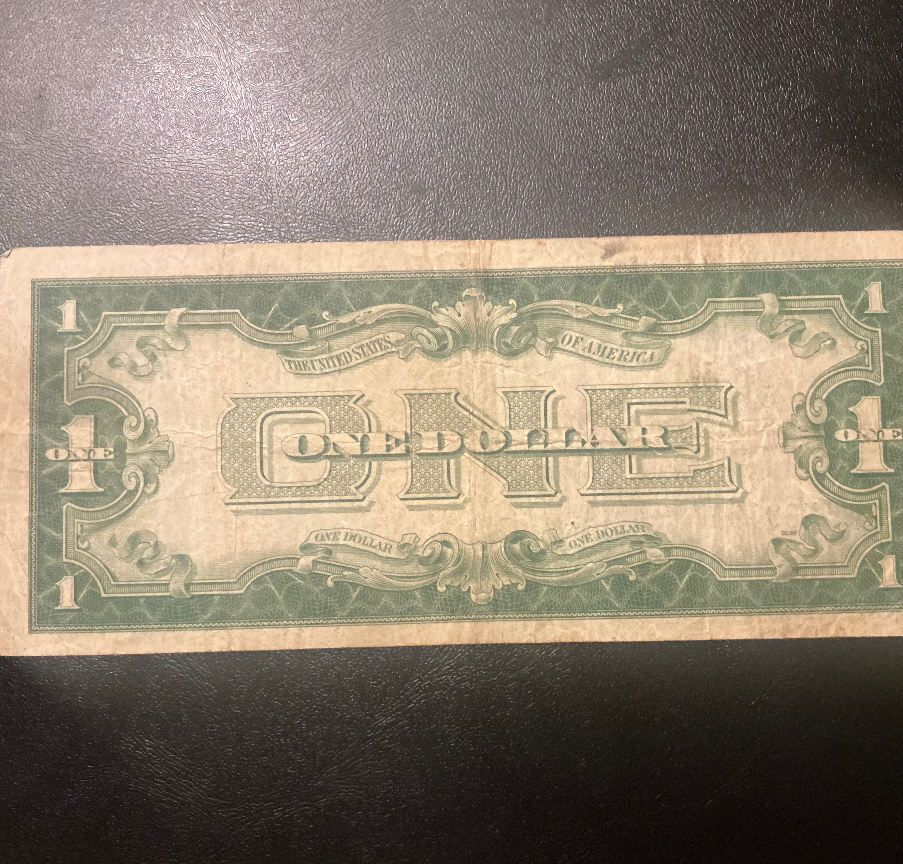 1 1
THE UNITED STATES OF AMERICA
ONE
ONE DOLLAR
1 ONE
1 ONE
ONE DOLLAR ONE DOLLAR
1 1